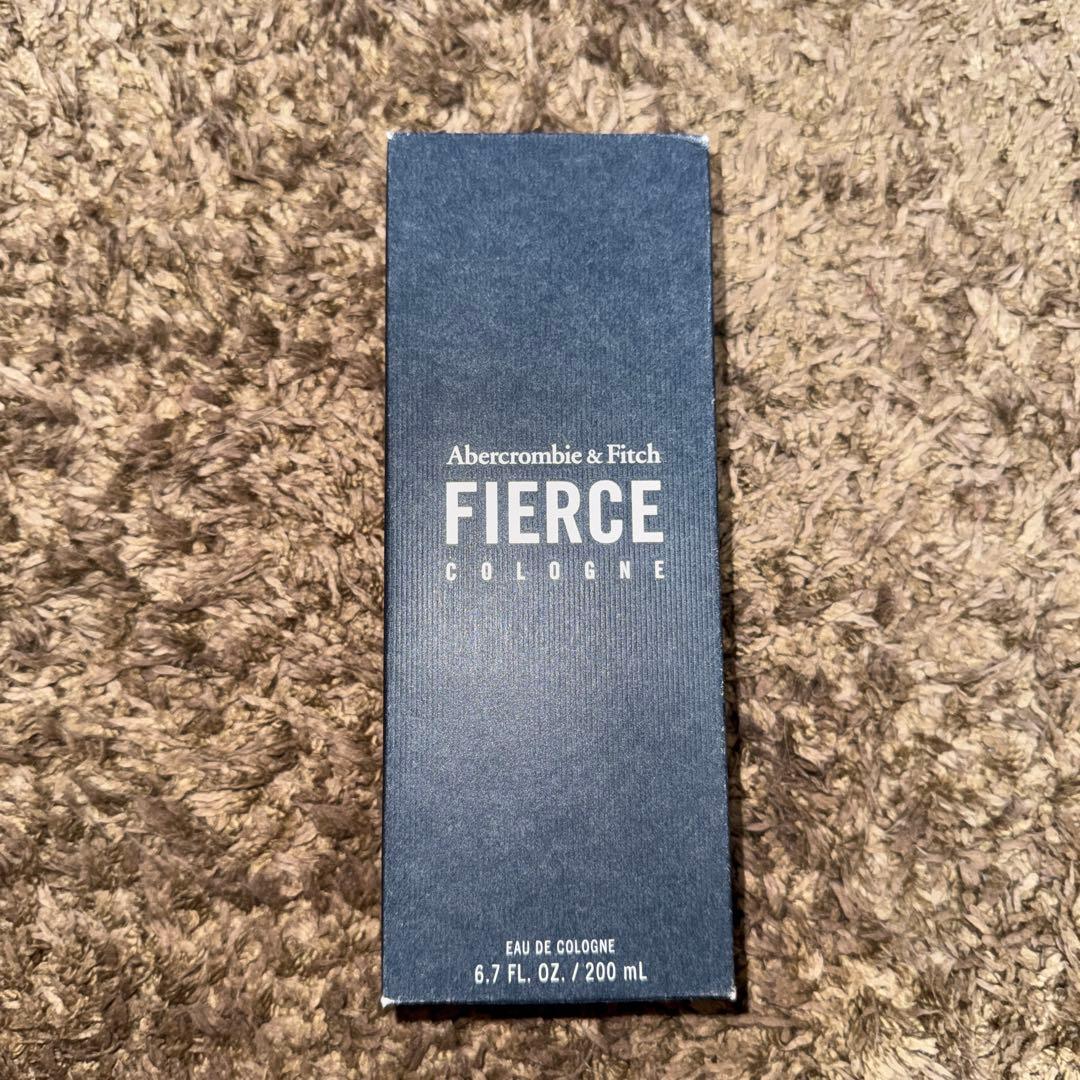 Abercrombie & Fitch
FIERCE
COLOGNE
EAU DE COLOGNE
6.7 FL. OZ. / 200 mL